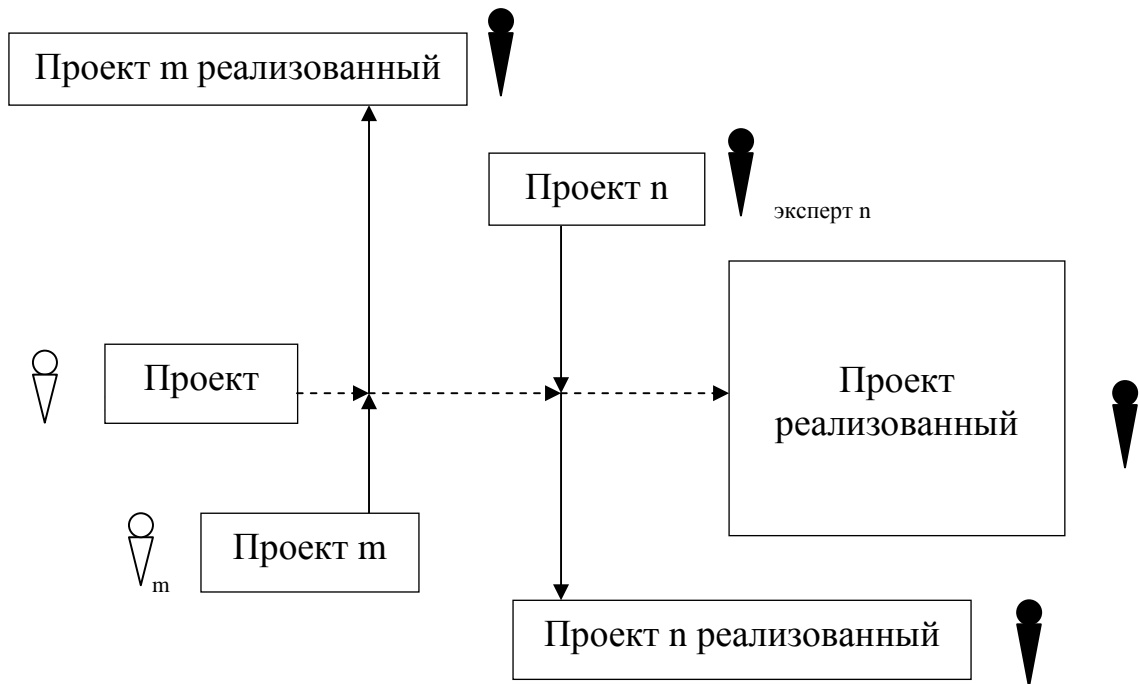 Проект m реализованный
Проект n
эксперт n
Проект
Проект
реализованный
Проект m
m
Проект n реализованный